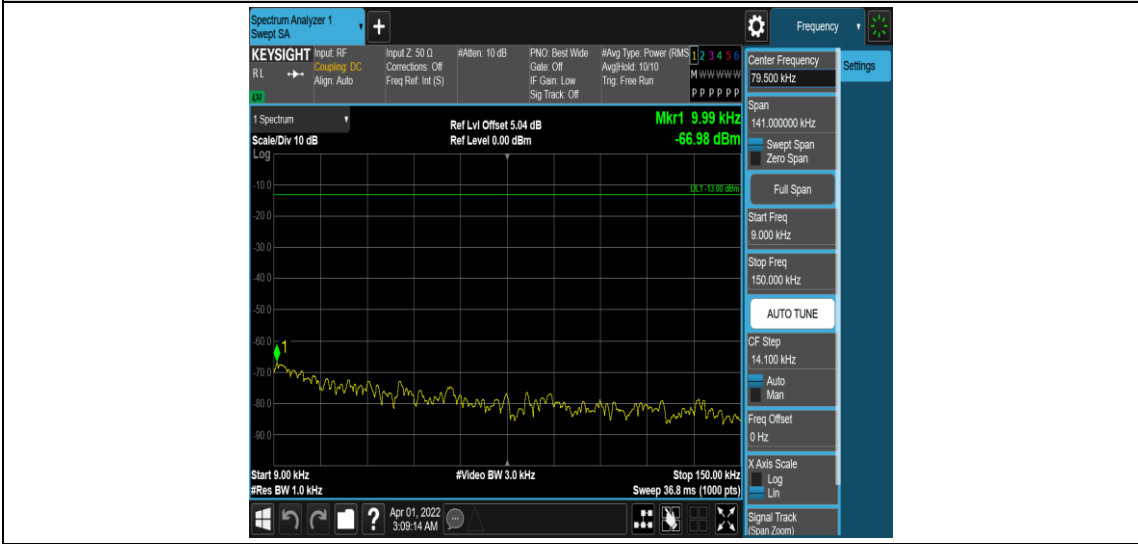 Spectrum Analyzer 1
Swept SA
+
Frequency
KEYSIGHT
RL
Input: RF
Coupling: DC
Align: Auto
Input Z: 50 Ω
Corrections: Off
Freq Ref: Int (S)
#Atten: 10 dB
PNO: Best Wide
Gate: Off
IF Gain: Low
Sig Track: Off
#Avg Type: Power (RMS
Avg|Hold: 10/10
Trig: Free Run
1 2 3 4 5 6
M W W W W W
P P P P P P
1 Spectrum
Scale/Div 10 dB
Log
Ref Lvl Offset 5.04 dB
Ref Level 0.00 dBm
Mkr1 9.99 kHz
-66.98 dBm
DL1 -13.00 dBm
-10.0
-20.0
-30.0
-40.0
-50.0
-60.0
1
-70.0
-80.0
-90.0
Start 9.00 kHz
#Res BW 1.0 kHz
#Video BW 3.0 kHz
Stop 150.00 kHz
Sweep 36.8 ms (1000 pts)
?
Apr 01, 2022
3:09:14 AM
Center Frequency
79.500 kHz
Settings
Span
141.000000 kHz
Swept Span
Zero Span
Full Span
Start Freq
9.000 kHz
Stop Freq
150.000 kHz
AUTO TUNE
CF Step
14.100 kHz
Auto
Man
Freq Offset
0 Hz
X Axis Scale
Log
Lin
Signal Track
(Span Zoom)